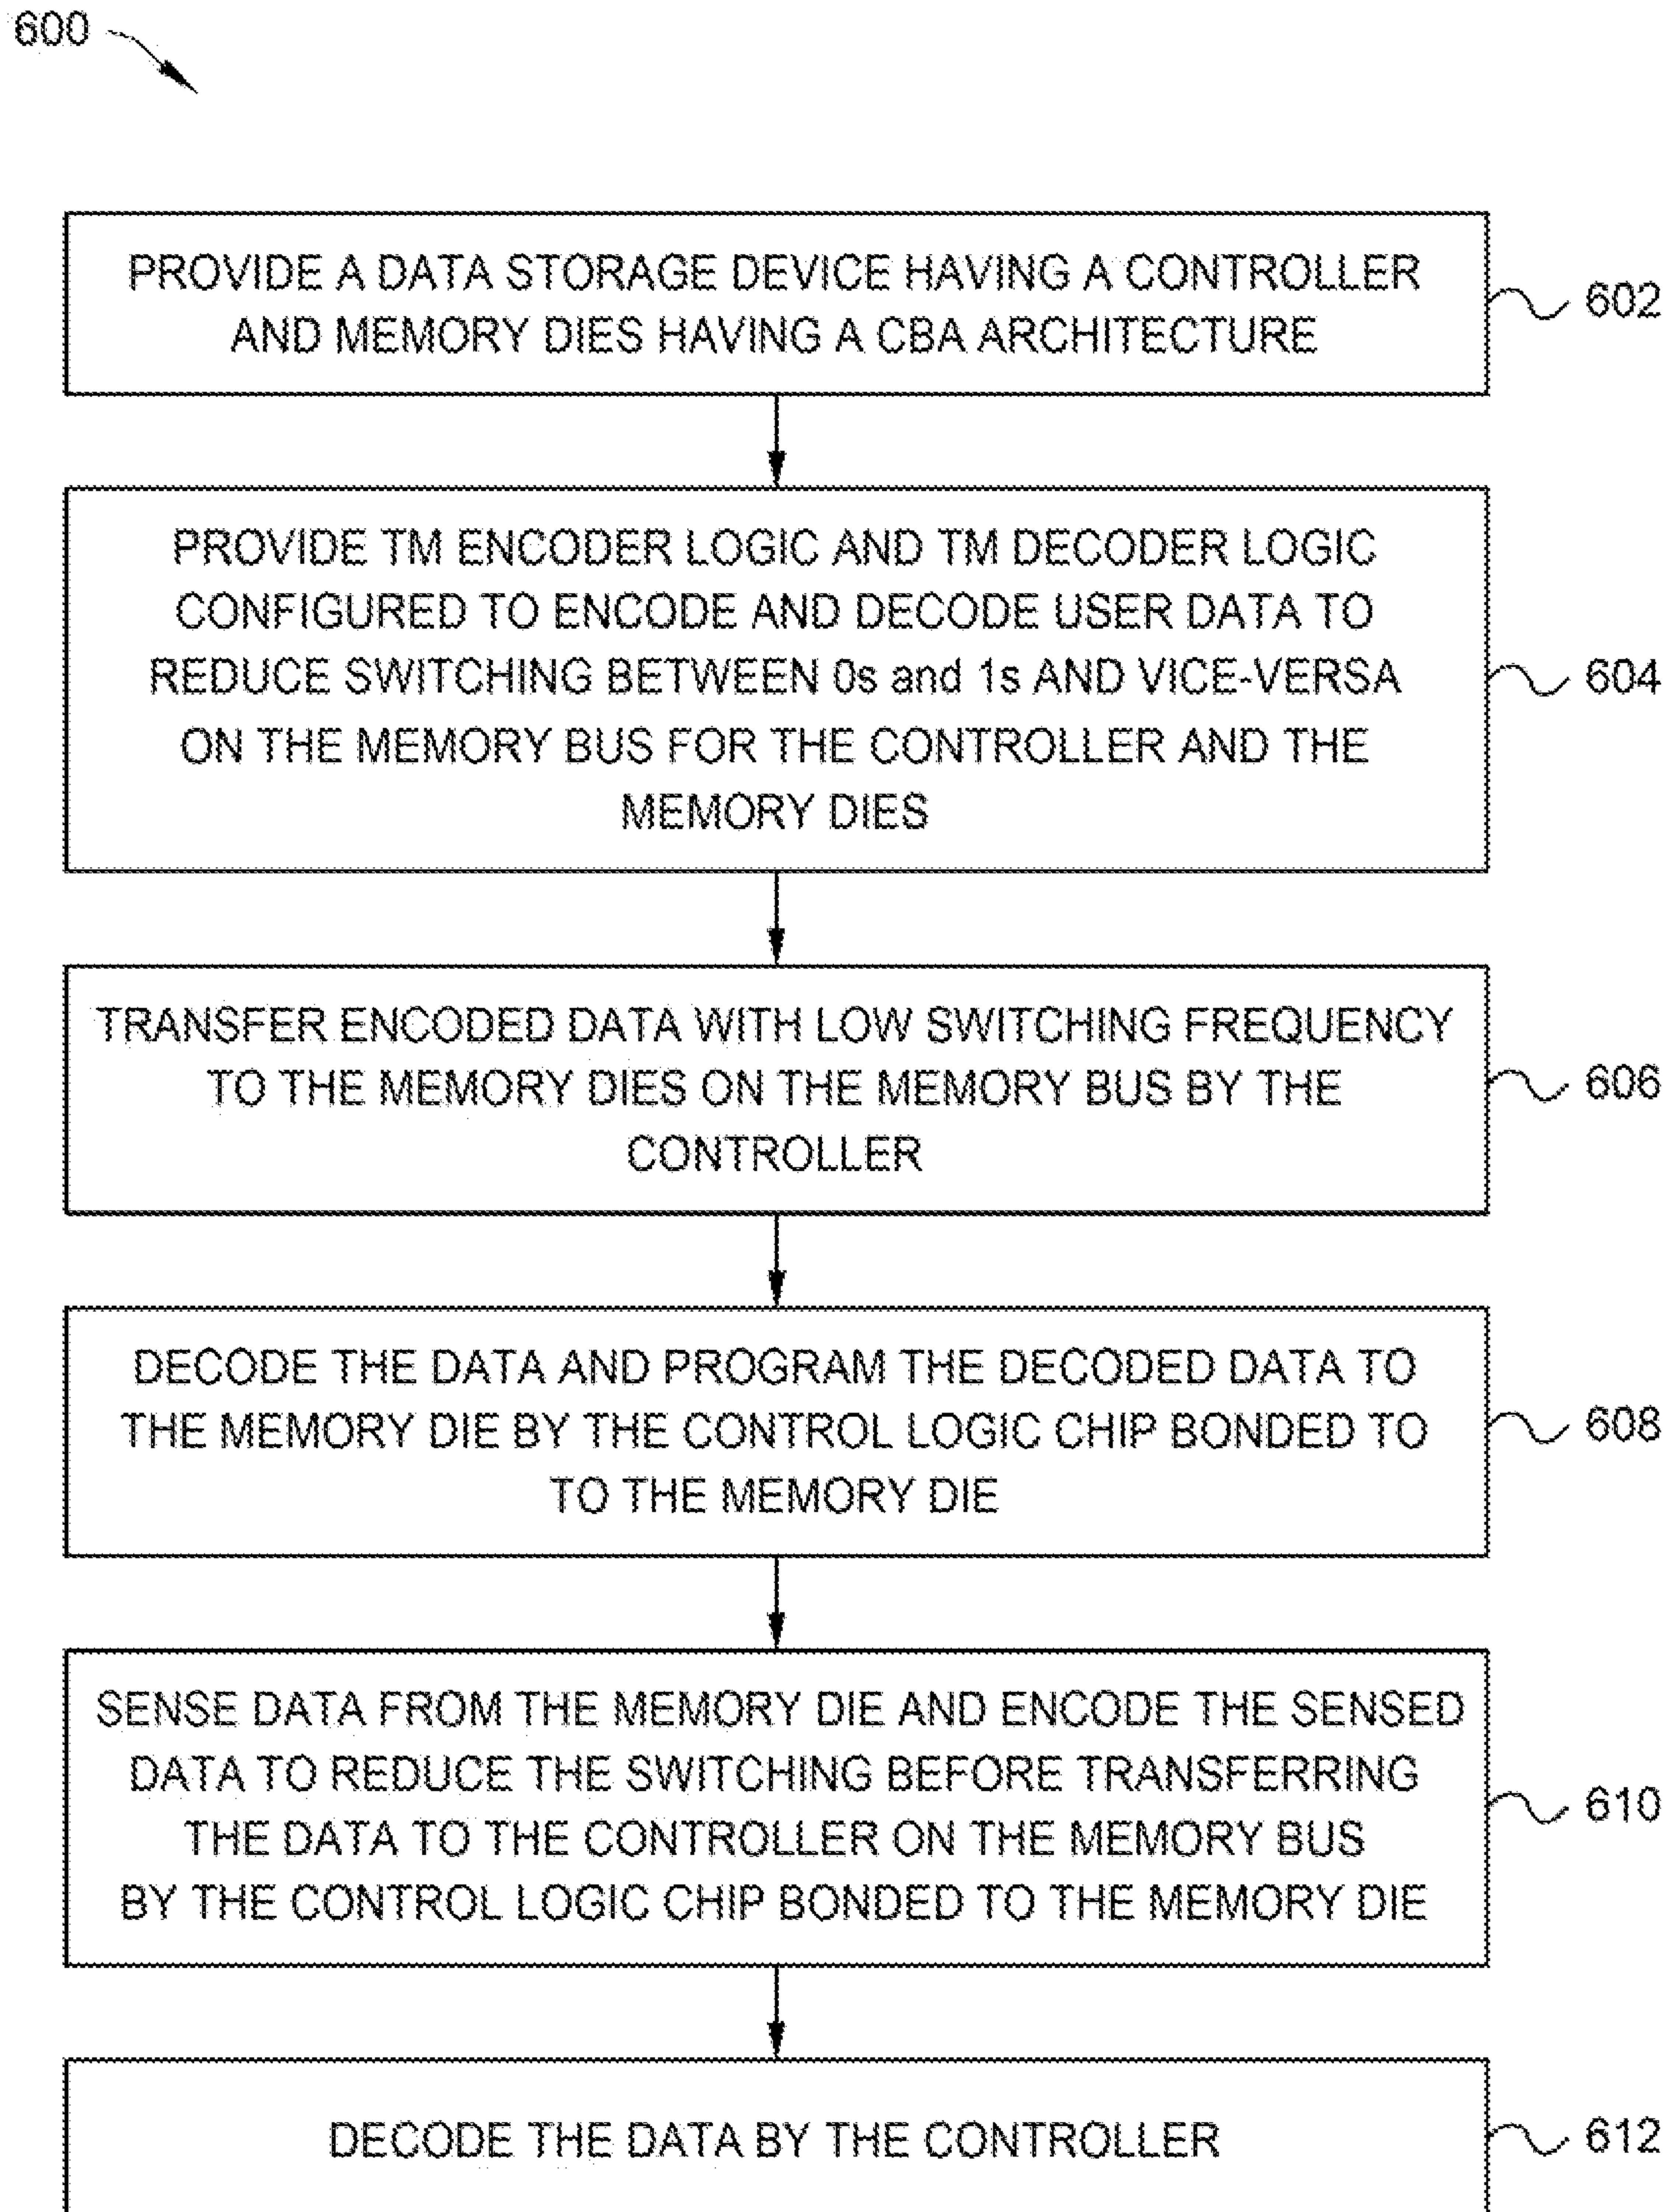 600
PROVIDE A DATA STORAGE DEVICE HAVING A CONTROLLER
AND MEMORY DIES HAVING A CBA ARCHITECTURE
602
PROVIDE TM ENCODER LOGIC AND TM DECODER LOGIC
CONFIGURED TO ENCODE AND DECODE USER DATA TO
REDUCE SWITCHING BETWEEN 0s and 1s AND VICE-VERSA
ON THE MEMORY BUS FOR THE CONTROLLER AND THE
MEMORY DIES
604
TRANSFER ENCODED DATA WITH LOW SWITCHING FREQUENCY
TO THE MEMORY DIES ON THE MEMORY BUS BY THE
CONTROLLER
606
DECODE THE DATA AND PROGRAM THE DECODED DATA TO
THE MEMORY DIE BY THE CONTROL LOGIC CHIP BONDED TO
TO THE MEMORY DIE
608
SENSE DATA FROM THE MEMORY DIE AND ENCODE THE SENSED
DATA TO REDUCE THE SWITCHING BEFORE TRANSFERRING
THE DATA TO THE CONTROLLER ON THE MEMORY BUS
BY THE CONTROL LOGIC CHIP BONDED TO THE MEMORY DIE
610
DECODE THE DATA BY THE CONTROLLER
612